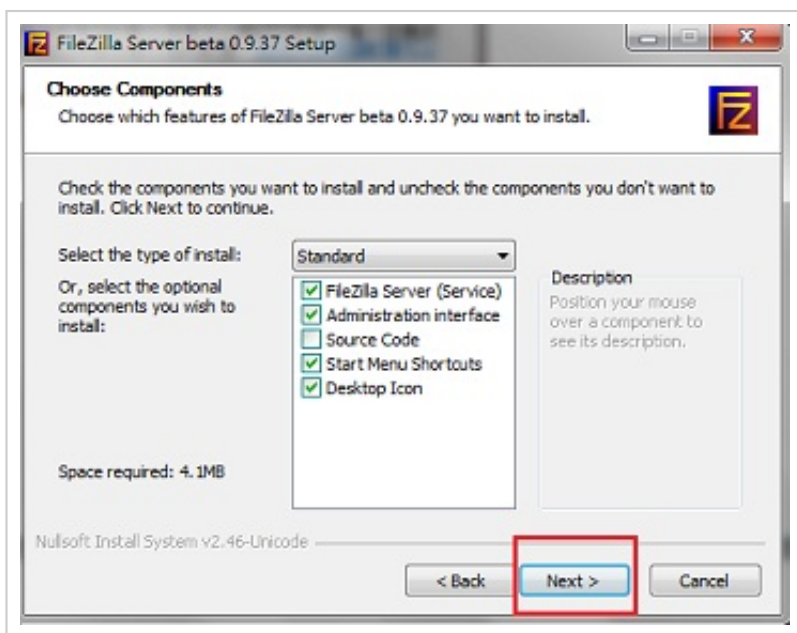 FileZilla Server beta 0.9.37 Setup
Choose Components
Choose which features of FileZilla Server beta 0.9.37 you want to install.
Check the components you want to install and uncheck the components you don't want to
install. Click Next to continue.
Select the type of install:
Standard
Or, select the optional
components you wish to
install:
FileZilla Server (Service)
Administration interface
Source Code
Start Menu Shortcuts
Desktop Icon
Description
Position your mouse
over a component to
see its description.
Space required: 4.1MB
Nullsoft Install System v2.46-Unicode
< Back
Next >
Cancel